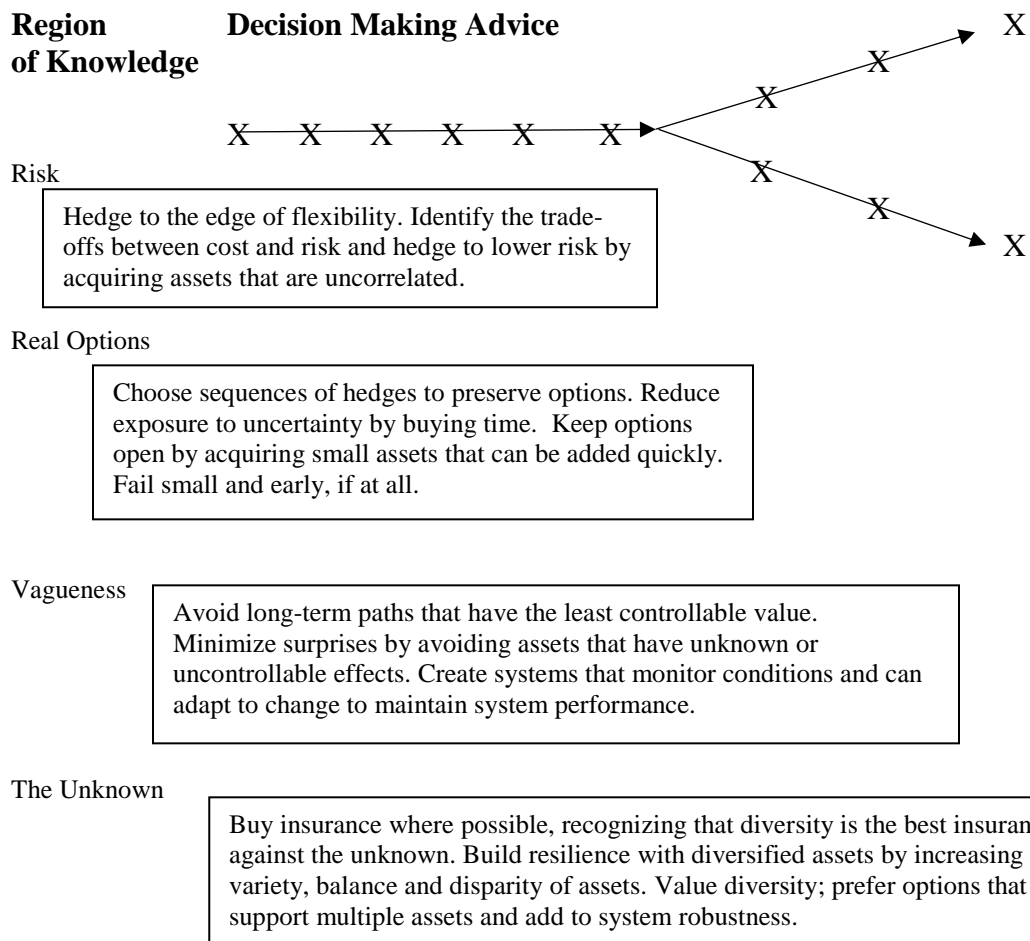 Region Decision Making Advice X
of Knowledge
X
X
X X X X X X
Risk
X
Hedge to the edge of flexibility. Identify the trade-
offs between cost and risk and hedge to lower risk by
acquiring assets that are uncorrelated.
X
X
Real Options
Choose sequences of hedges to preserve options. Reduce
exposure to uncertainty by buying time.  Keep options
open by acquiring small assets that can be added quickly.
Fail small and early, if at all.
Vagueness
Avoid long-term paths that have the least controllable value.
Minimize surprises by avoiding assets that have unknown or
uncontrollable effects. Create systems that monitor conditions and can
adapt to change to maintain system performance.
The Unknown
Buy insurance where possible, recognizing that diversity is the best insuran
against the unknown. Build resilience with diversified assets by increasing
variety, balance and disparity of assets. Value diversity; prefer options that
support multiple assets and add to system robustness.